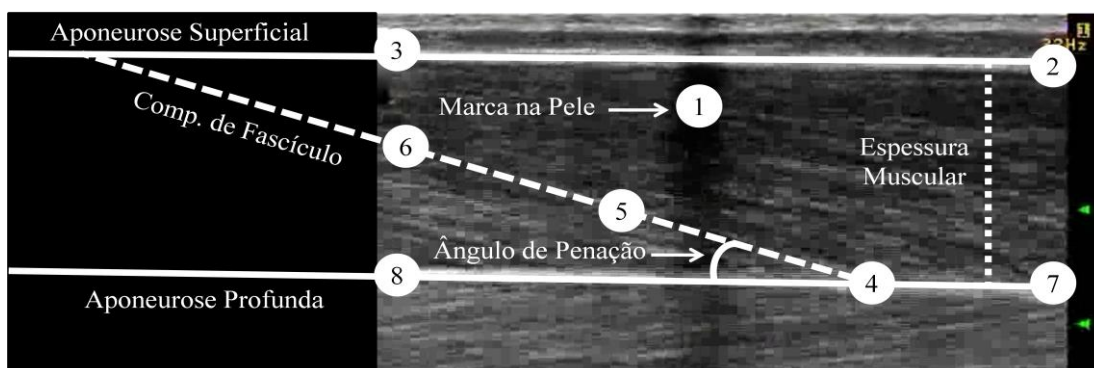 Aponeurose Superficial
3
2
Marca na Pele
1
Comp. de Fascículo
6
Espessura
Muscular
5
Ângulo de Penação
8
4
7
Aponeurose Profunda